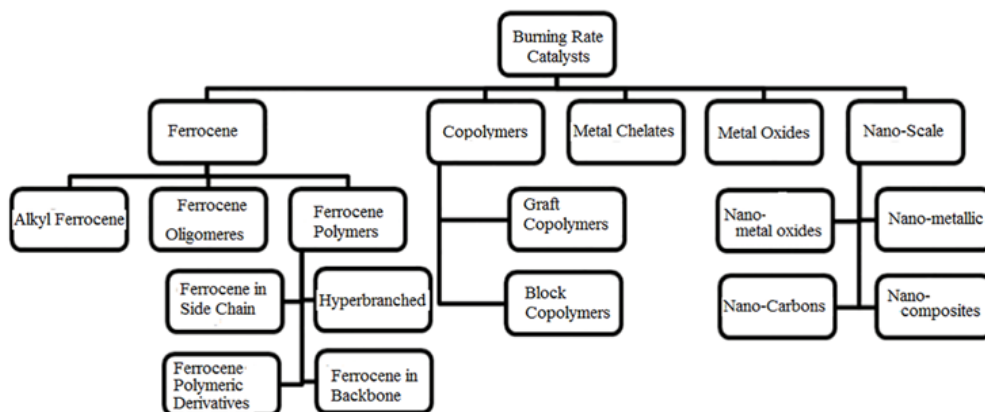 Burning Rate
Catalysts
Ferrocene
Copolymers
Metal Chelates
Metal Oxides
Nano-Scale
Alkyl Ferrocene
Ferrocene
Oligomeres
Ferrocene
Polymers
Graft
Copolymers
Nano-
metal oxides
Nano-metallic
Ferrocene in
Side Chain
Hyperbranched
Block
Copolymers
Nano-Carbons
Nano-
composites
Ferrocene
Polymeric
Derivatives
Ferrocene in
Backbone